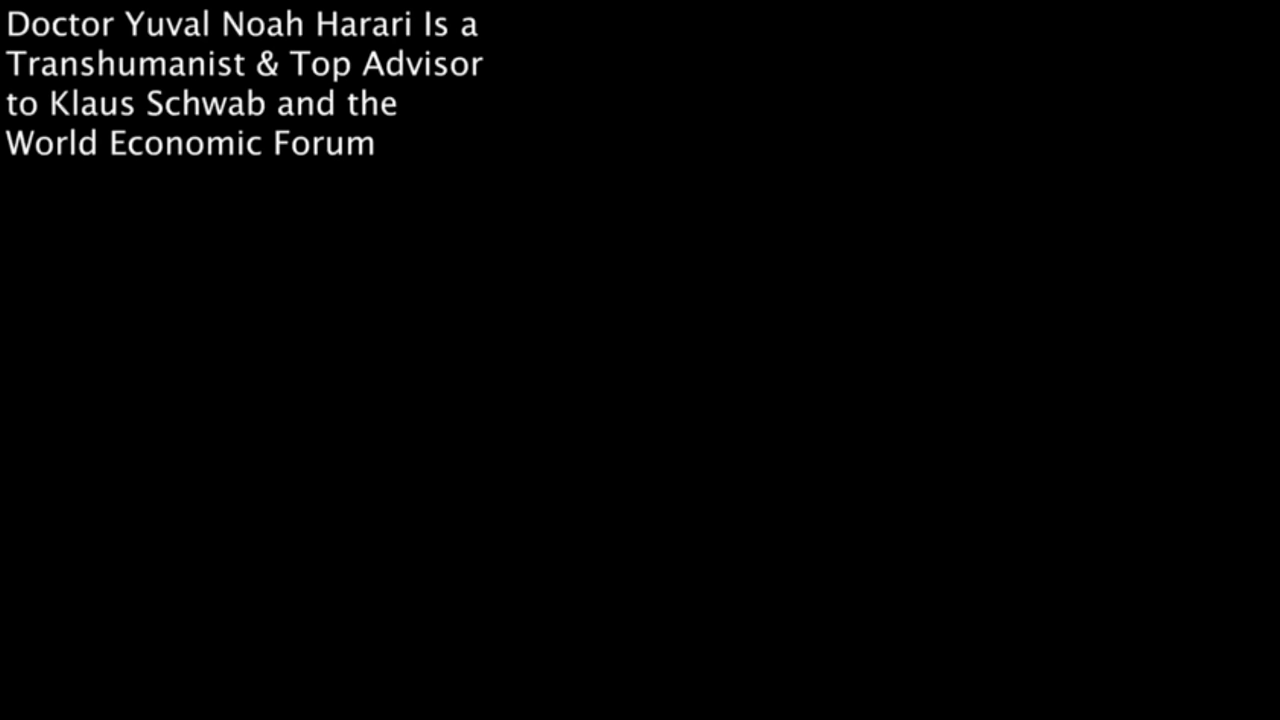 Doctor Yuval Noah Harari Is a
Transhumanist & Top Advisor
to Klaus Schwab and the
World Economic Forum